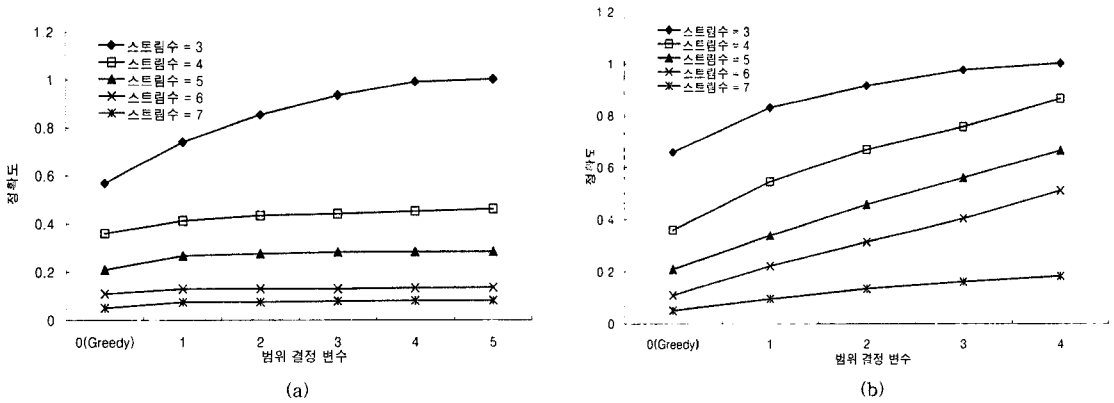 1.2
스트림수 = 3
스트림수 = 4
스트림수 = 5
스트림수 = 6
스트림수 = 7
1
0.8
0.6
0.4
0.2
0
정확도
0(Greedy) 1 2 3 4 5
범위 결정 변수
(a)
1 2
스트림수 = 3
스트림수 = 4
스트림수 = 5
스트림수 = 6
스트림수 = 7
1
0.8
0.6
0 4
0 2
0
정확도
0(Greedy) 1 2 3 4
범위 결정 변수
(b)